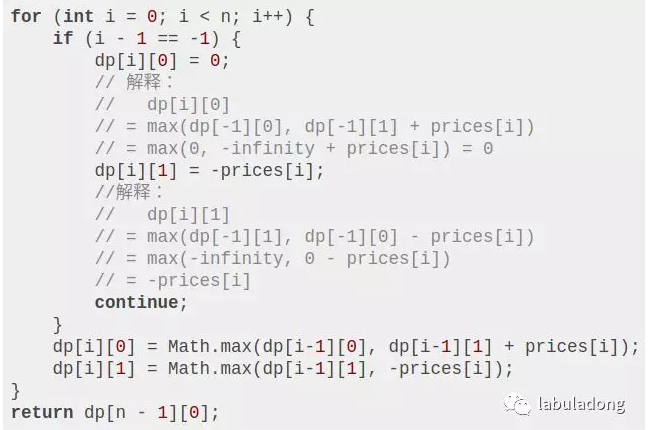 for (int i = 0; i < n; i++) {
    if (i - 1 == -1) {
        dp[i][0] = 0;
        // 解释：
        //   dp[i][0]
        // = max(dp[-1][0], dp[-1][1] + prices[i])
        // = max(0, -infinity + prices[i]) = 0
        dp[i][1] = -prices[i];
        //解释：
        //   dp[i][1]
        // = max(dp[-1][1], dp[-1][0] - prices[i])
        // = max(-infinity, 0 - prices[i])
        // = -prices[i]
        continue;
    }
    dp[i][0] = Math.max(dp[i-1][0], dp[i-1][1] + prices[i]);
    dp[i][1] = Math.max(dp[i-1][1], -prices[i]);
}
return dp[n - 1][0];
labuladong